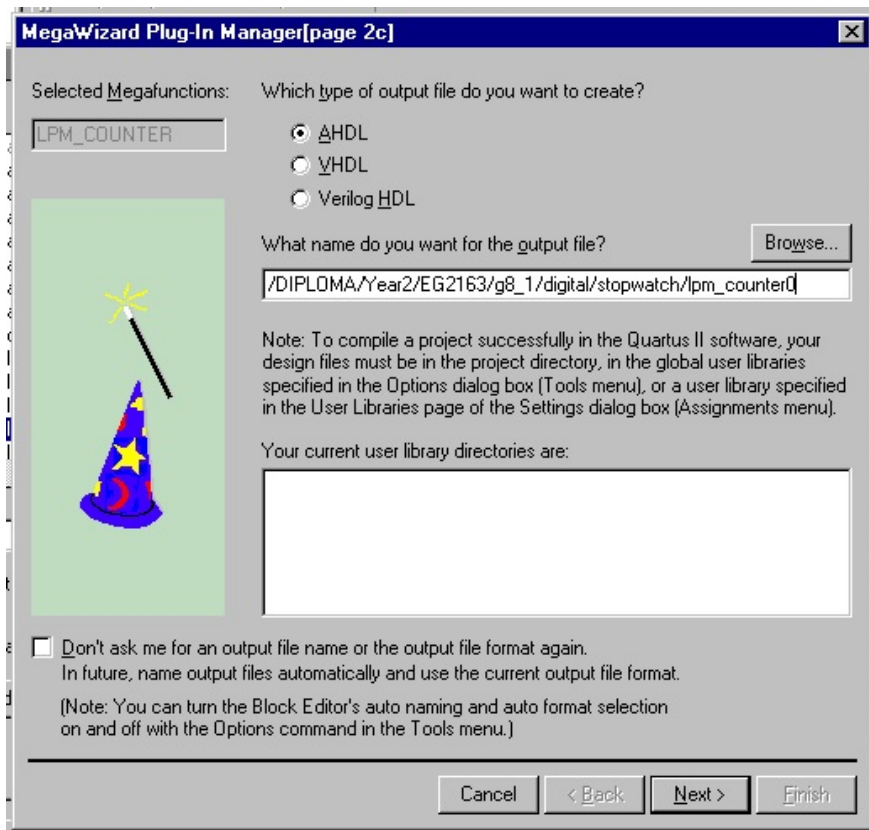 MegaWizard Plug-In Manager[page 2c]
Selected Megafunctions:
LPM_COUNTER
Which type of output file do you want to create?
AHDL
VHDL
Verilog HDL
What name do you want for the output file?
Browse...
/DIPLOMA/Year2/EG2163/g8_1/digital/stopwatch/lpm_counter0
Note: To compile a project successfully in the Quartus II software, your
design files must be in the project directory, in the global user libraries
specified in the Options dialog box (Tools menu), or a user library specified
in the User Libraries page of the Settings dialog box (Assignments menu).
Your current user library directories are:
Don't ask me for an output file name or the output file format again.
In future, name output files automatically and use the current output file format.
(Note: You can turn the Block Editor's auto naming and auto format selection
on and off with the Options command in the Tools menu.)
Cancel
< Back
Next >
Finish